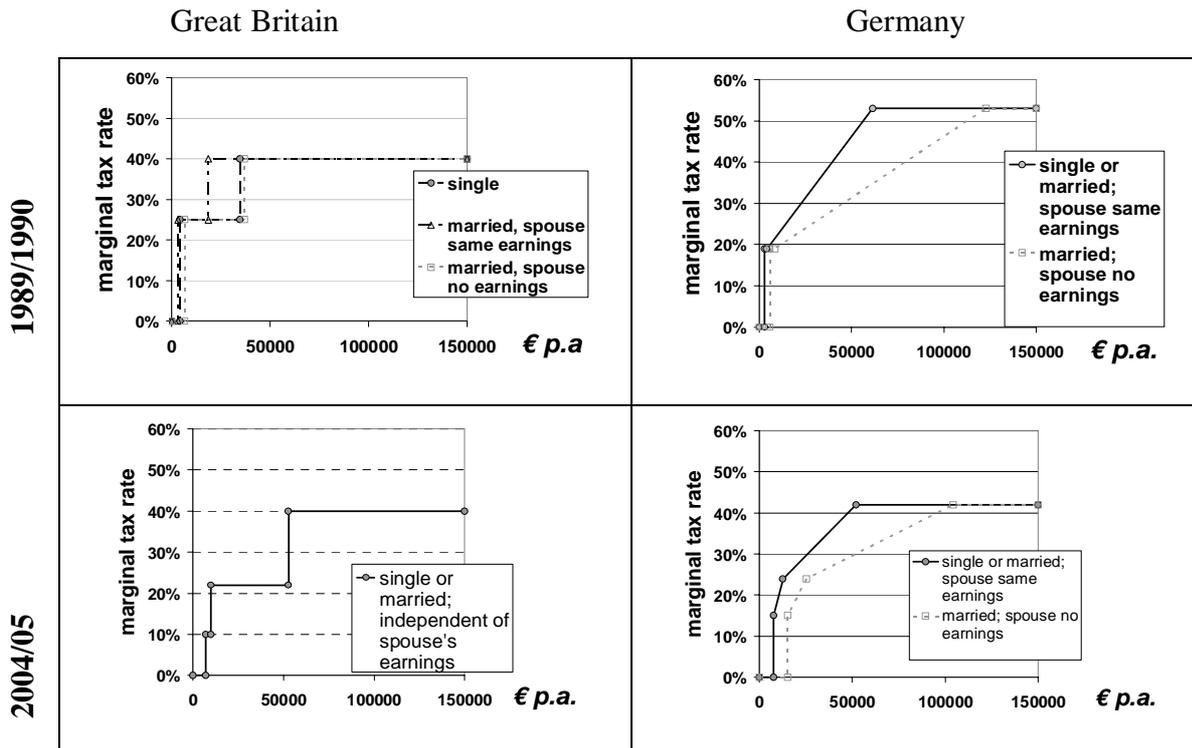 Great Britain
Germany
1989/1990
marginal tax rate
60%
50%
40%
30%
20%
10%
0%
0
50000
100000
150000
€ p.a
single
married, spouse
same earnings
married, spouse
no earnings
marginal tax rate
60%
50%
40%
30%
20%
10%
0%
0
50000
100000
150000
€ p.a.
single or
married;
spouse same
earnings
married;
spouse no
earnings
2004/05
marginal tax rate
60%
50%
40%
30%
20%
10%
0%
0
50000
100000
150000
€ p.a.
single or
married;
independent of
spouse's
earnings
marginal tax rate
60%
50%
40%
30%
20%
10%
0%
0
50000
100000
150000
€ p.a.
single or married;
spouse same
earnings
married; spouse no
earnings